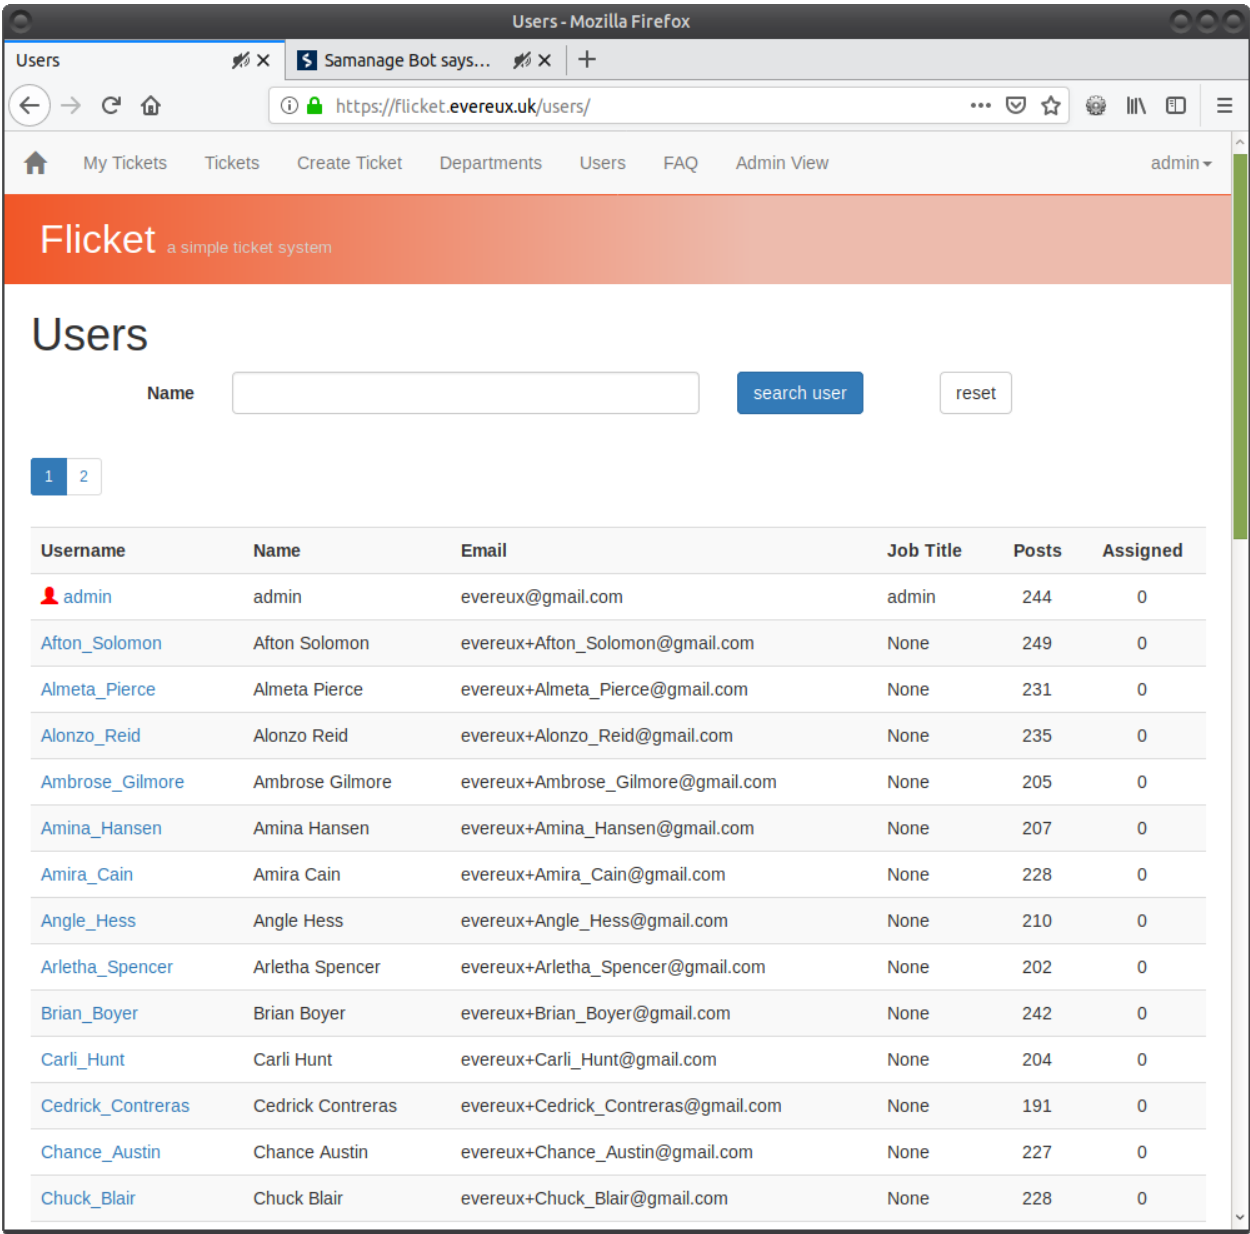 Users - Mozilla Firefox
Users
Samanage Bot says...
https://flicket.evereux.uk/users/
My Tickets Tickets Create Ticket Departments Users FAQ Admin View admin
Flicket a simple ticket system
Users
Name search user reset
1 2
Username Name Email Job Title Posts Assigned
admin admin evereux@gmail.com admin 244 0
Afton_Solomon Afton Solomon evereux+Afton_Solomon@gmail.com None 249 0
Almeta_Pierce Almeta Pierce evereux+Almeta_Pierce@gmail.com None 231 0
Alonzo_Reid Alonzo Reid evereux+Alonzo_Reid@gmail.com None 235 0
Ambrose_Gilmore Ambrose Gilmore evereux+Ambrose_Gilmore@gmail.com None 205 0
Amina_Hansen Amina Hansen evereux+Amina_Hansen@gmail.com None 207 0
Amira_Cain Amira Cain evereux+Amira_Cain@gmail.com None 228 0
Angle_Hess Angle Hess evereux+Angle_Hess@gmail.com None 210 0
Arletha_Spencer Arletha Spencer evereux+Arletha_Spencer@gmail.com None 202 0
Brian_Boyer Brian Boyer evereux+Brian_Boyer@gmail.com None 242 0
Carli_Hunt Carli Hunt evereux+Carli_Hunt@gmail.com None 204 0
Cedrick_Contreras Cedrick Contreras evereux+Cedrick_Contreras@gmail.com None 191 0
Chance_Austin Chance Austin evereux+Chance_Austin@gmail.com None 227 0
Chuck_Blair Chuck Blair evereux+Chuck_Blair@gmail.com None 228 0